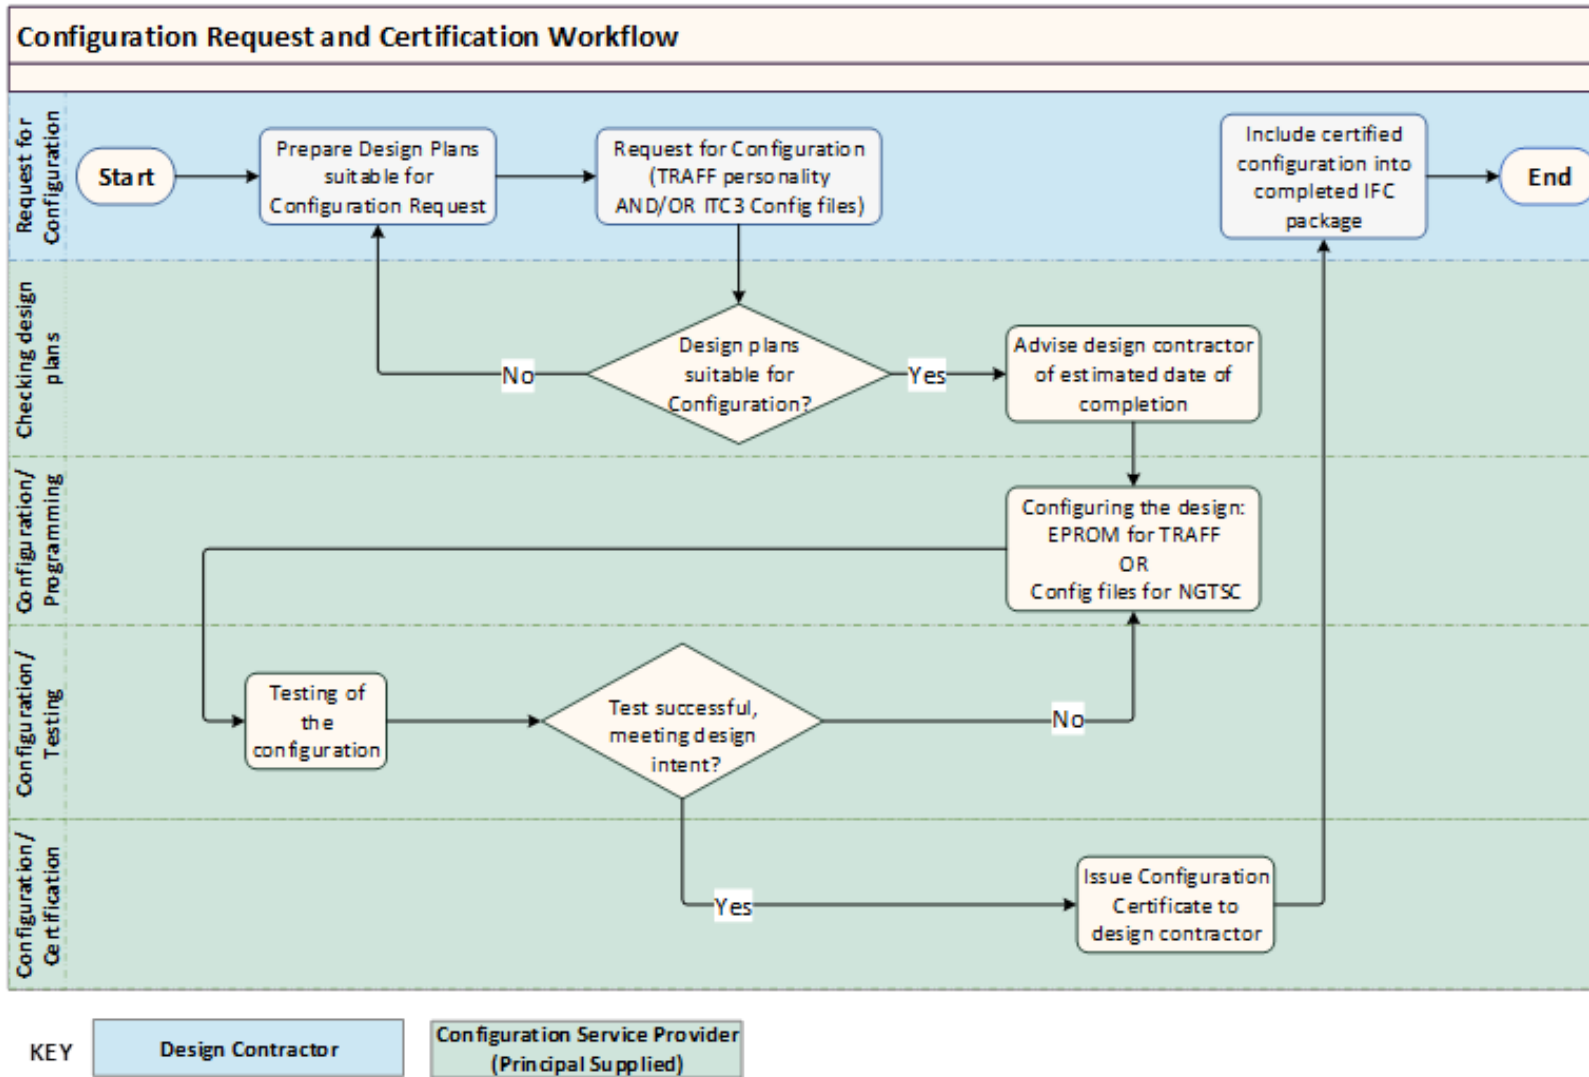 Configuration Request and Certification Workflow
Request for
Configuration
Start
Prepare Design Plans
suitable for
Configuration Request
Request for Configuration
(TRAFF personality
AND/OR ITC3 Config files)
Include certified
configuration into
completed IFC
package
End
Checking design
plans
No
Design plans
suitable for
Configuration?
Yes
Advise design contractor
of estimated date of
completion
Configuration/
Programming
Configuring the design:
EPROM for TRAFF
OR
Config files for NGTSC
Configuration/
Testing
Testing of
the
configuration
Test successful,
meeting design
intent?
No
Configuration/
Certification
Yes
Issue Configuration
Certificate to
design contractor
KEY
Design Contractor
Configuration Service Provider
(Principal Supplied)